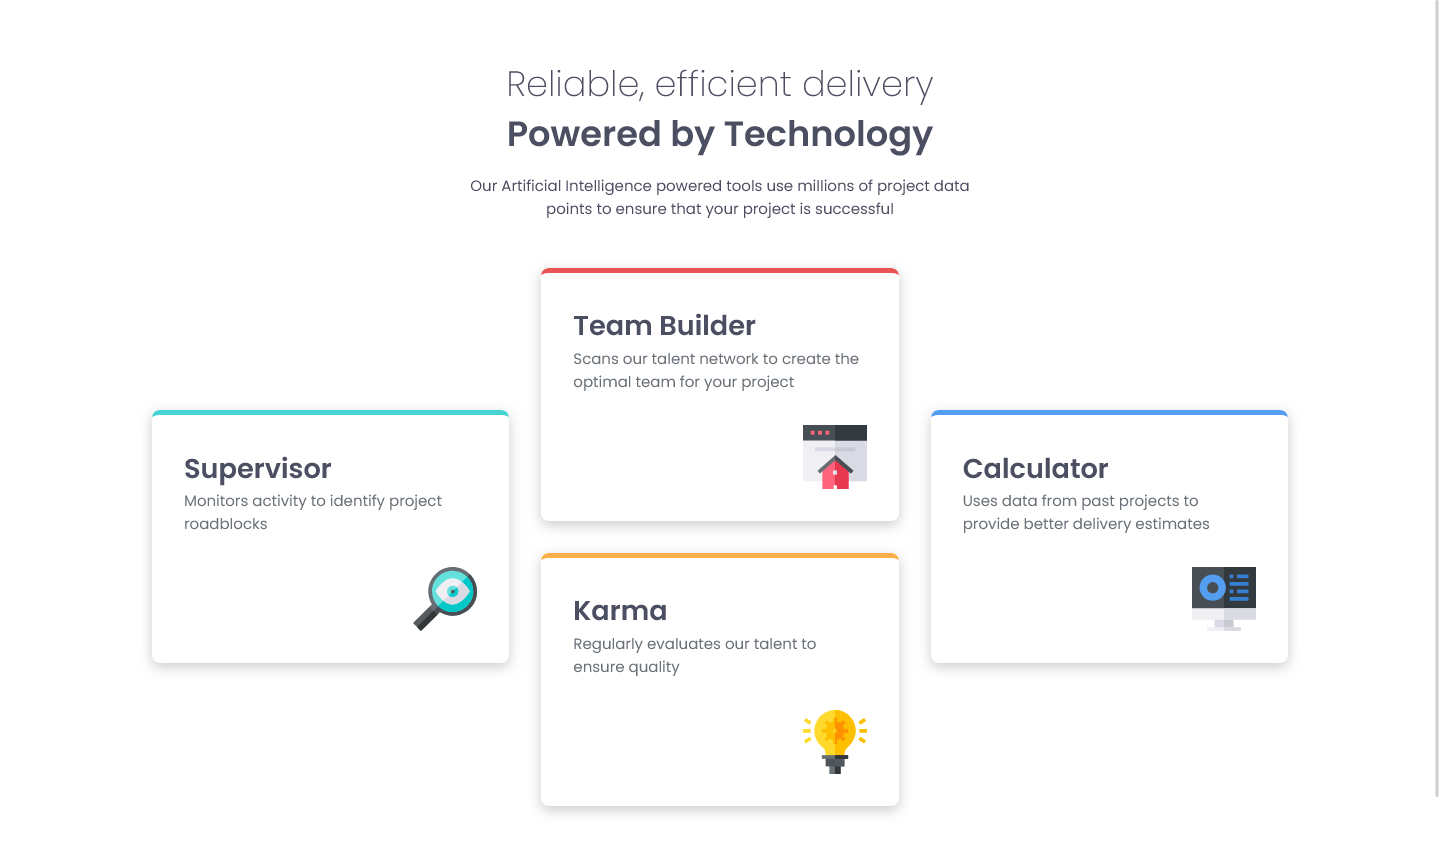 Reliable, efficient delivery
Powered by Technology
Our Artificial Intelligence powered tools use millions of project data
points to ensure that your project is successful
Team Builder
Scans our talent network to create the
optimal team for your project
Supervisor
Monitors activity to identify project
roadblocks
Calculator
Uses data from past projects to
provide better delivery estimates
Karma
Regularly evaluates our talent to
ensure quality